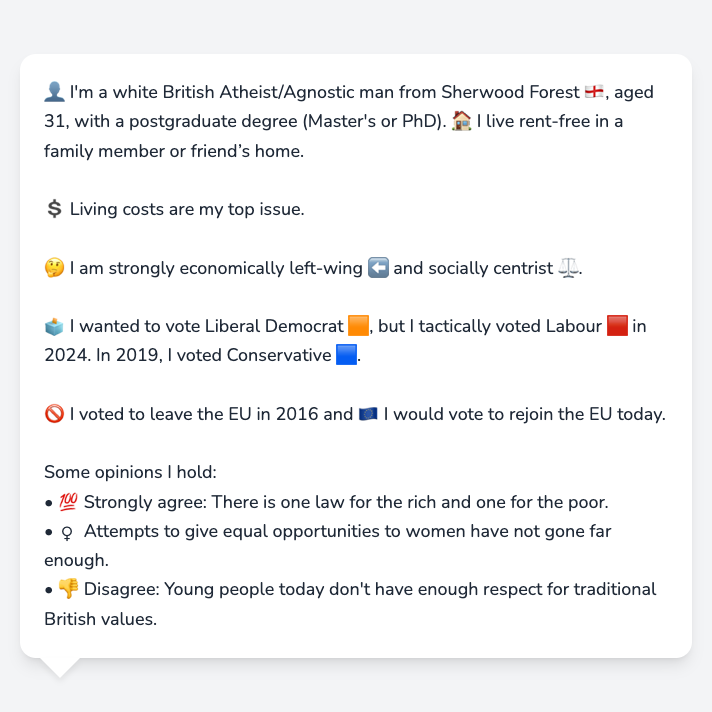 👤 I'm a white British Atheist/Agnostic man from Sherwood Forest 🏴󠁧󠁢󠁥󠁮󠁧󠁿, aged
31, with a postgraduate degree (Master's or PhD). 🏠 I live rent-free in a
family member or friend’s home.
💲 Living costs are my top issue.
🤔 I am strongly economically left-wing ⬅️ and socially centrist ⚖️.
🗳️ I wanted to vote Liberal Democrat 🟧, but I tactically voted Labour 🟥 in
2024. In 2019, I voted Conservative 🟦.
🚫 I voted to leave the EU in 2016 and 🇪🇺 I would vote to rejoin the EU today.
Some opinions I hold:
• 💯 Strongly agree: There is one law for the rich and one for the poor.
• ♀ Attempts to give equal opportunities to women have not gone far
enough.
• 👎 Disagree: Young people today don't have enough respect for traditional
British values.